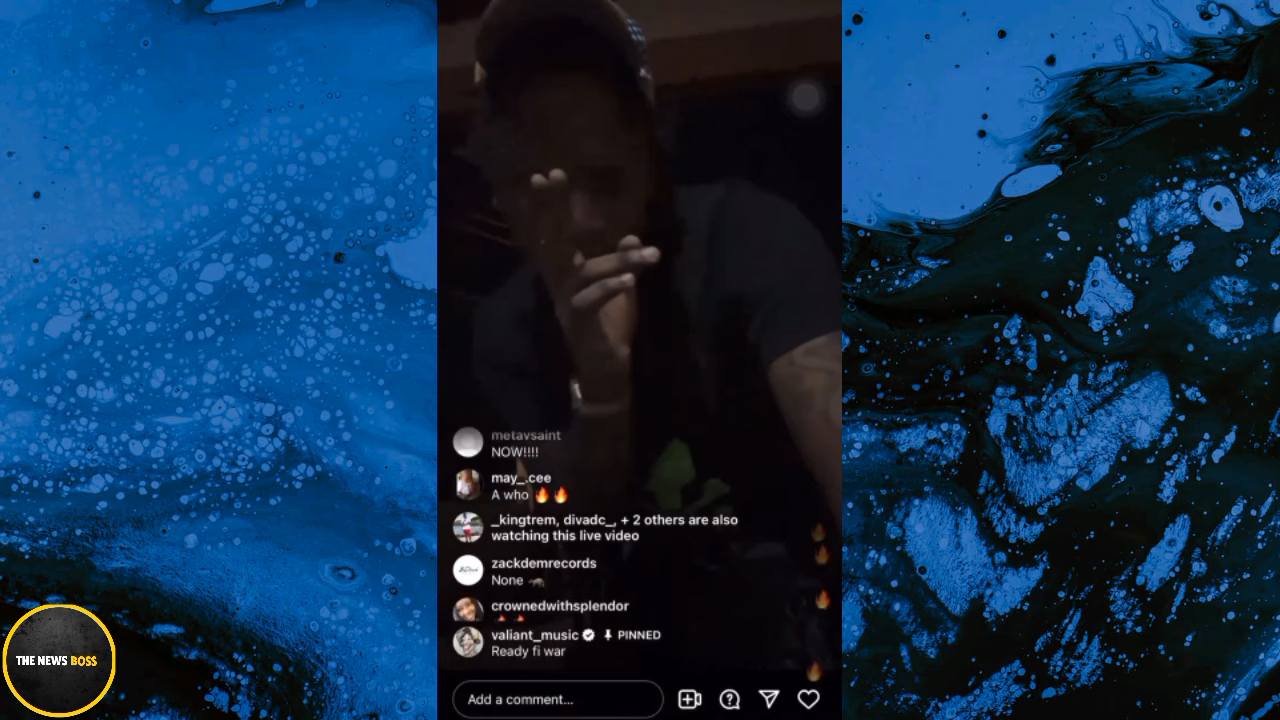 metavsaint
NOW!!!!
may_.cee
A who 🔥🔥
_kingtrem, divadc_, + 2 others are also
watching this live video
zackdemrecords
None 🦡
crownedwithsplendor
🔥🔥
valiant_music PINNED
Ready fi war
Add a comment...
THE NEWS BOSS